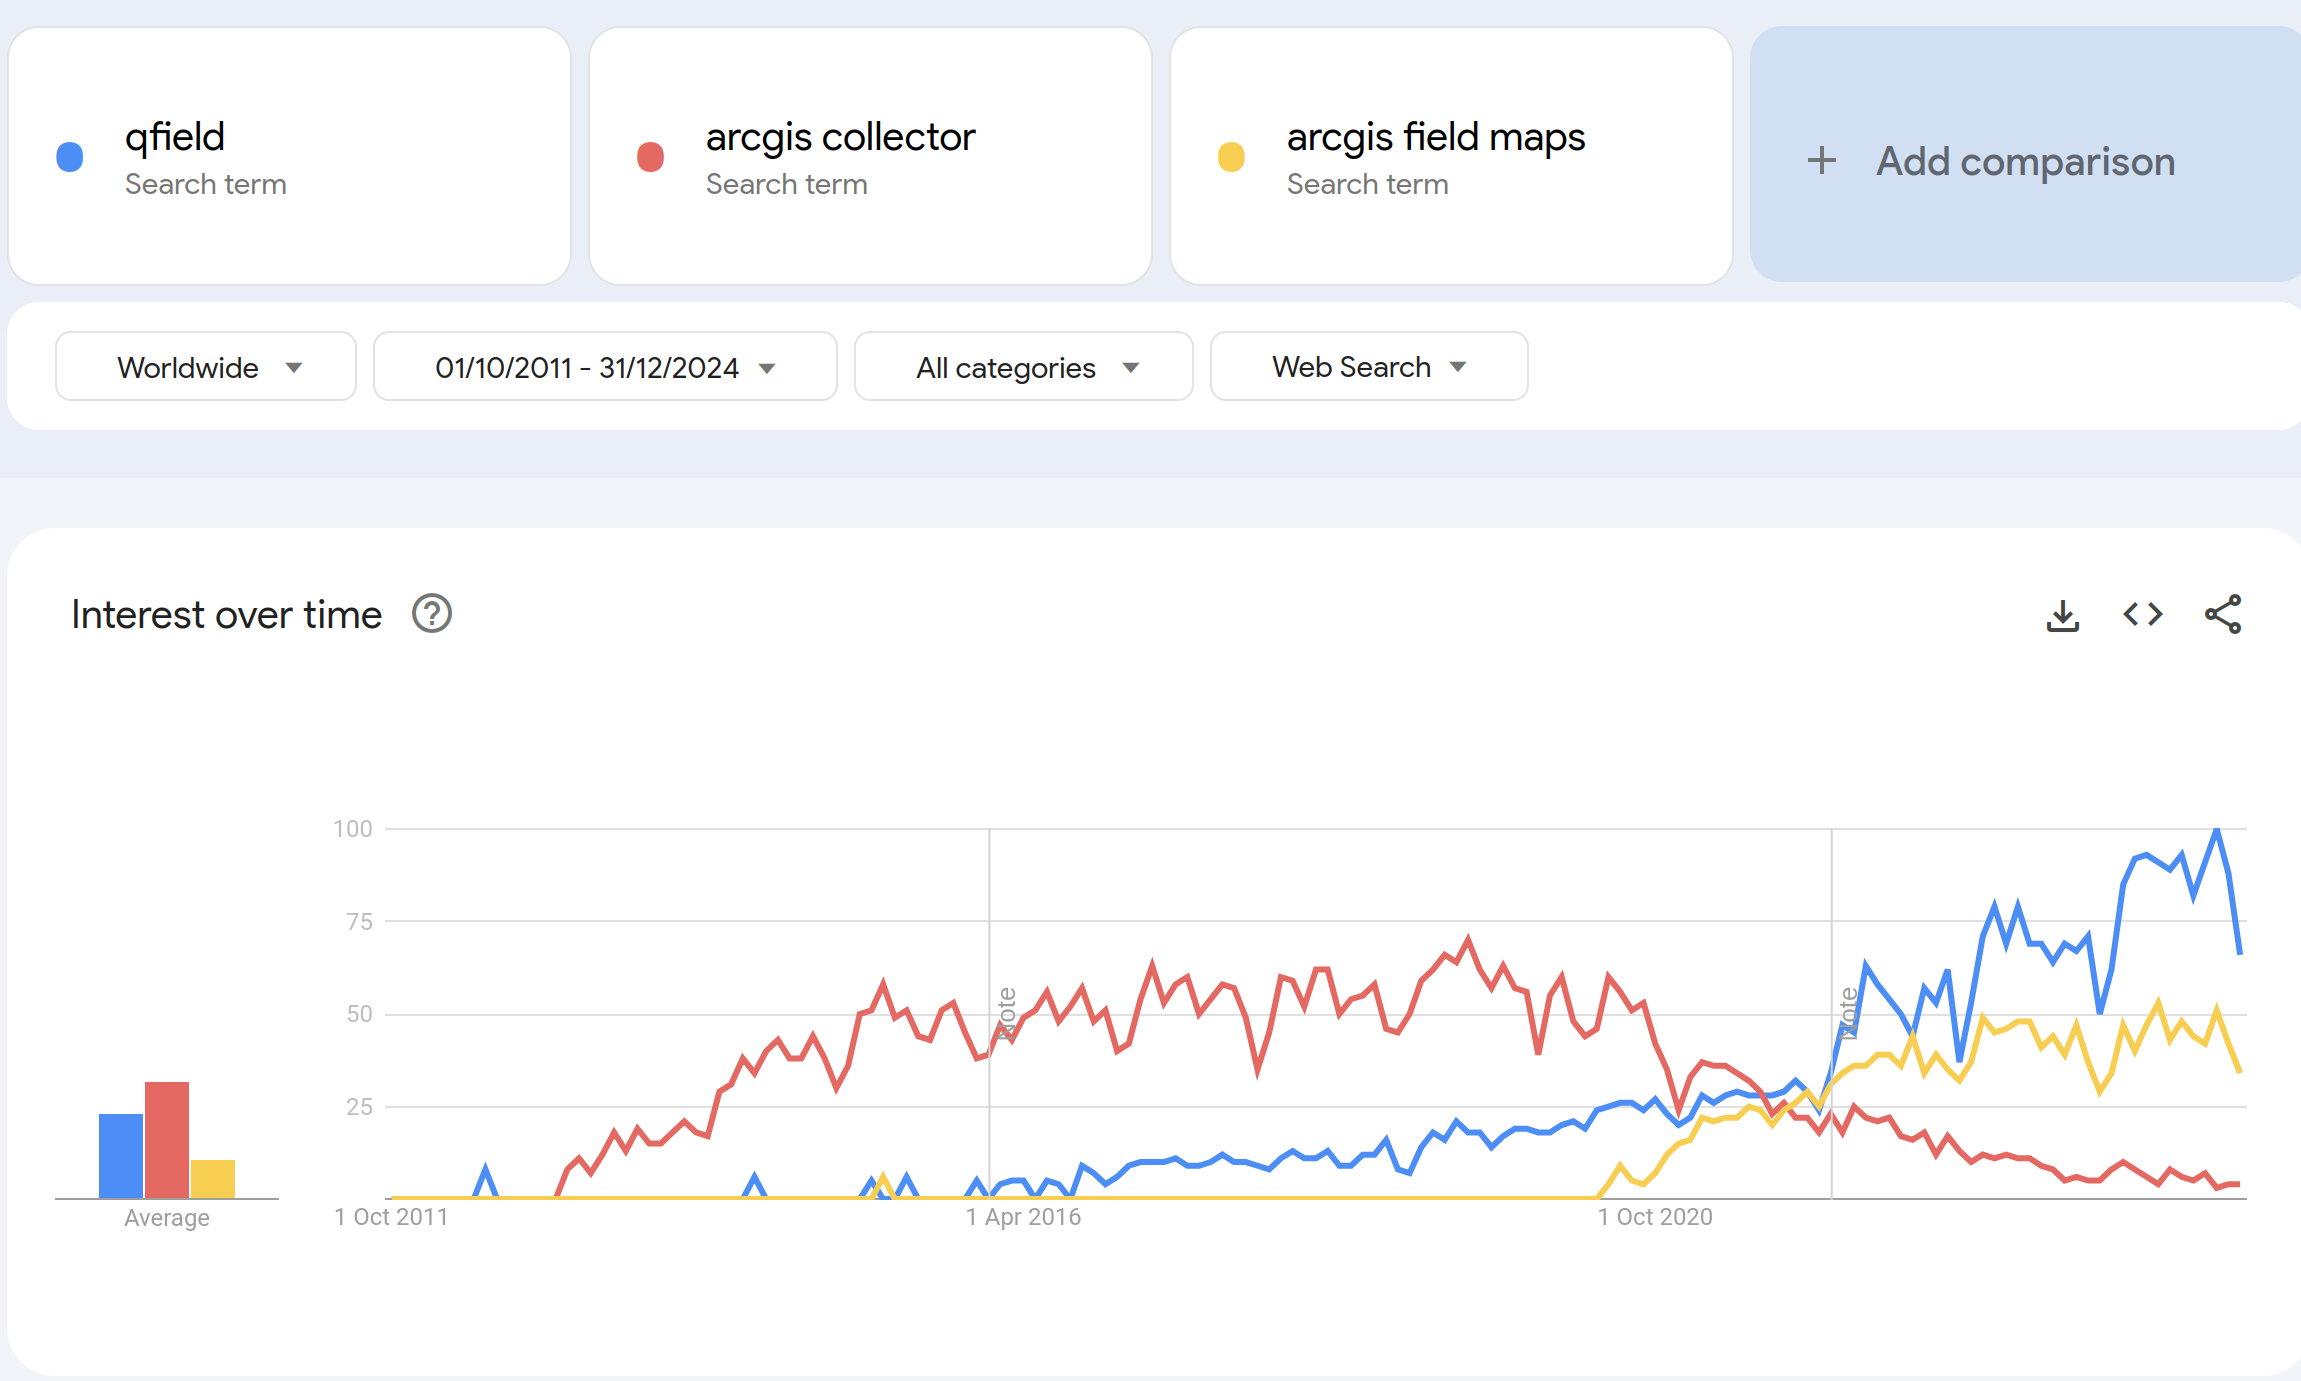 qfield
Search term
arcgis collector
Search term
arcgis field maps
Search term
+ Add comparison
Worldwide
01/10/2011 - 31/12/2024
All categories
Web Search
Interest over time
?
100
75
50
25
Note
Note
Average
1 Oct 2011
1 Apr 2016
1 Oct 2020